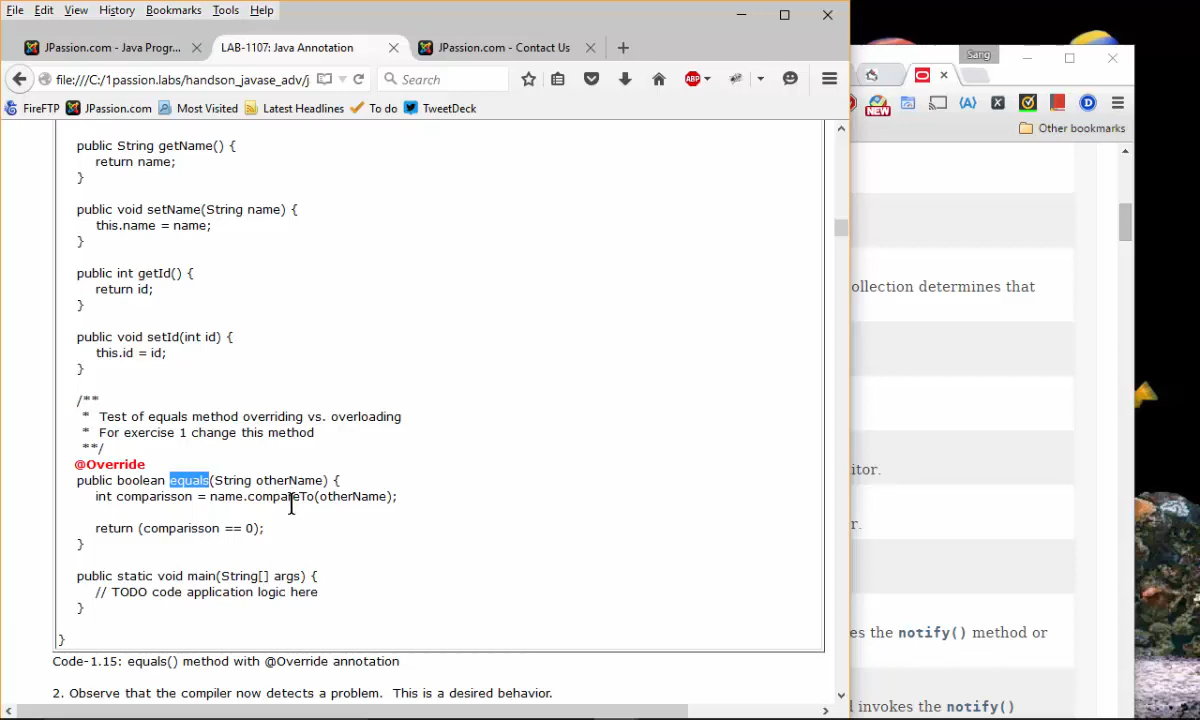 File Edit View History Bookmarks Tools Help
JPassion.com - Java Progr...
LAB-1107: Java Annotation
JPassion.com - Contact Us
Sang
file:///C:/1passion.labs/handson_javase_adv/j
Search
ABP
NEW
FireFTP JPassion.com Most Visited Latest Headlines To do TweetDeck
Other bookmarks
public String getName() {
return name;
}
public void setName(String name) {
this.name = name;
}
public int getId() {
return id;
}
public void setId(int id) {
this.id = id;
}
/**
* Test of equals method overriding vs. overloading
* For exercise 1 change this method
**/
@Override
public boolean equals(String otherName) {
int comparisson = name.compareTo(otherName);
return (comparisson == 0);
}
public static void main(String[] args) {
// TODO code application logic here
}
}
Code-1.15: equals() method with @Override annotation
2. Observe that the compiler now detects a problem. This is a desired behavior.
ollection determines that
itor.
r.
es the notify() method or
invokes the notify()